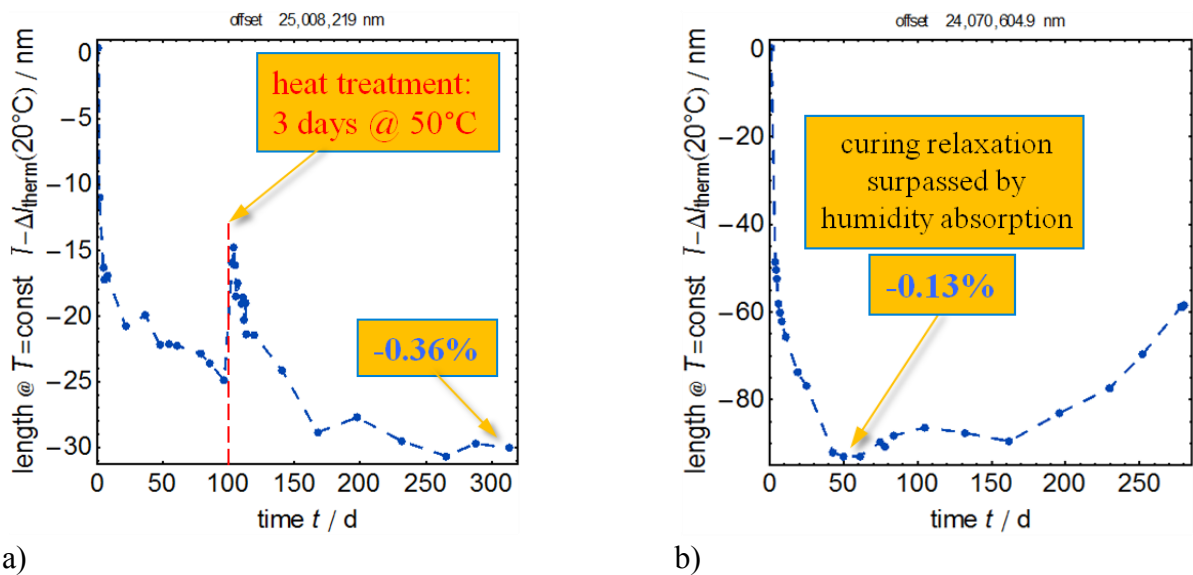 offset 25,008,219 nm
length @ T=const l−Δltherm(20°C) / nm
0
−5
−10
−15
−20
−25
−30
heat treatment:
3 days @ 50°C
-0.36%
0 50 100 150 200 250 300
time t / d
a)
offset 24,070,604.9 nm
length @ T=const l−Δltherm(20°C) / nm
0
−20
−40
−60
−80
curing relaxation
surpassed by
humidity absorption
-0.13%
0 50 100 150 200 250
time t / d
b)